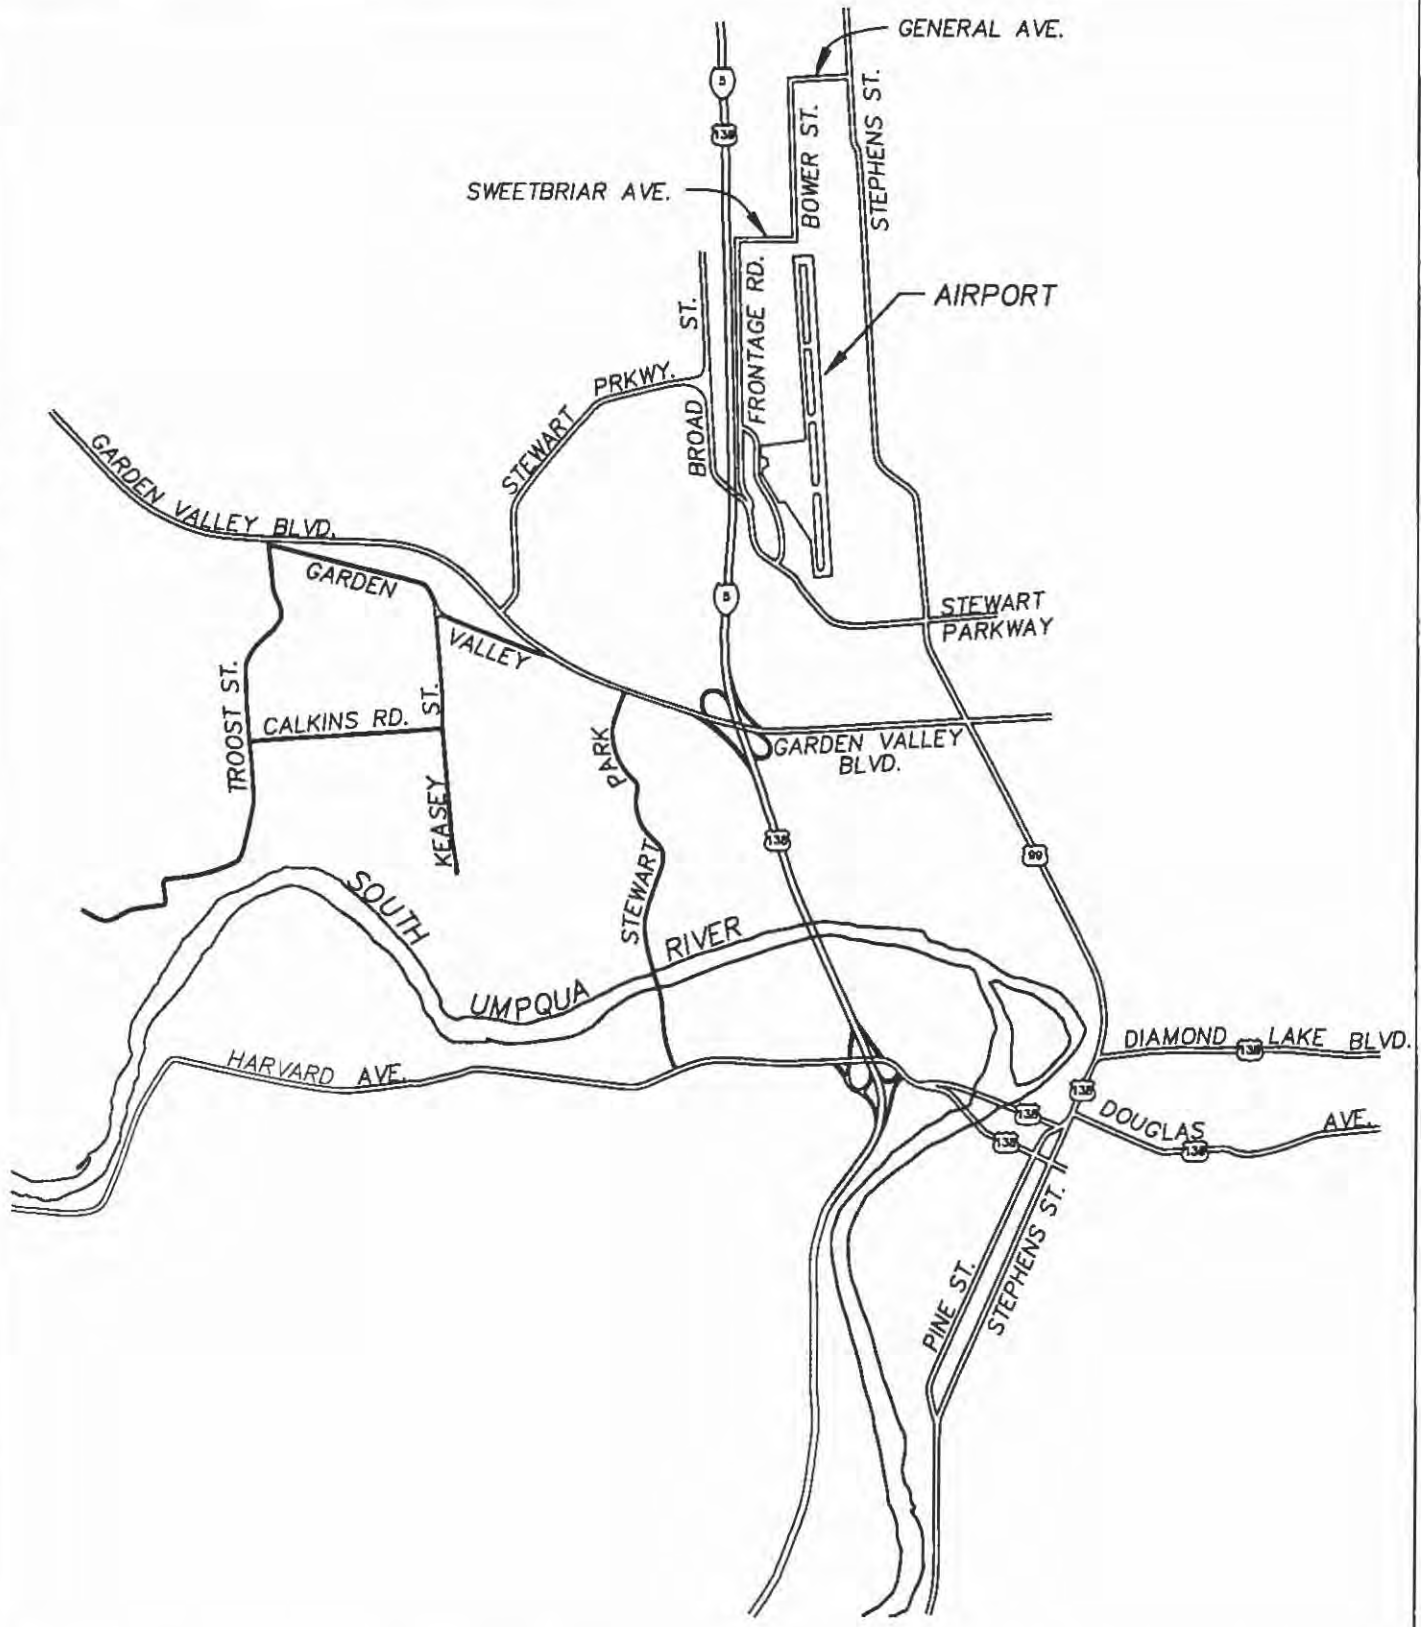 GENERAL AVE.
5
138
BOWER ST.
STEPHENS ST.
SWEETBRIAR AVE.
FRONTAGE RD.
AIRPORT
BROAD ST.
STEWART PRKWY.
GARDEN VALLEY BLVD.
GARDEN VALLEY
5
STEWART
PARKWAY
TROOST ST.
CALKINS RD.
KEASEY ST.
STEWART PARK
GARDEN VALLEY
BLVD.
138
99
SOUTH UMPQUA RIVER
HARVARD AVE.
DIAMOND LAKE BLVD.
138
138
138
138
DOUGLAS AVE.
138
PINE ST.
STEPHENS ST.